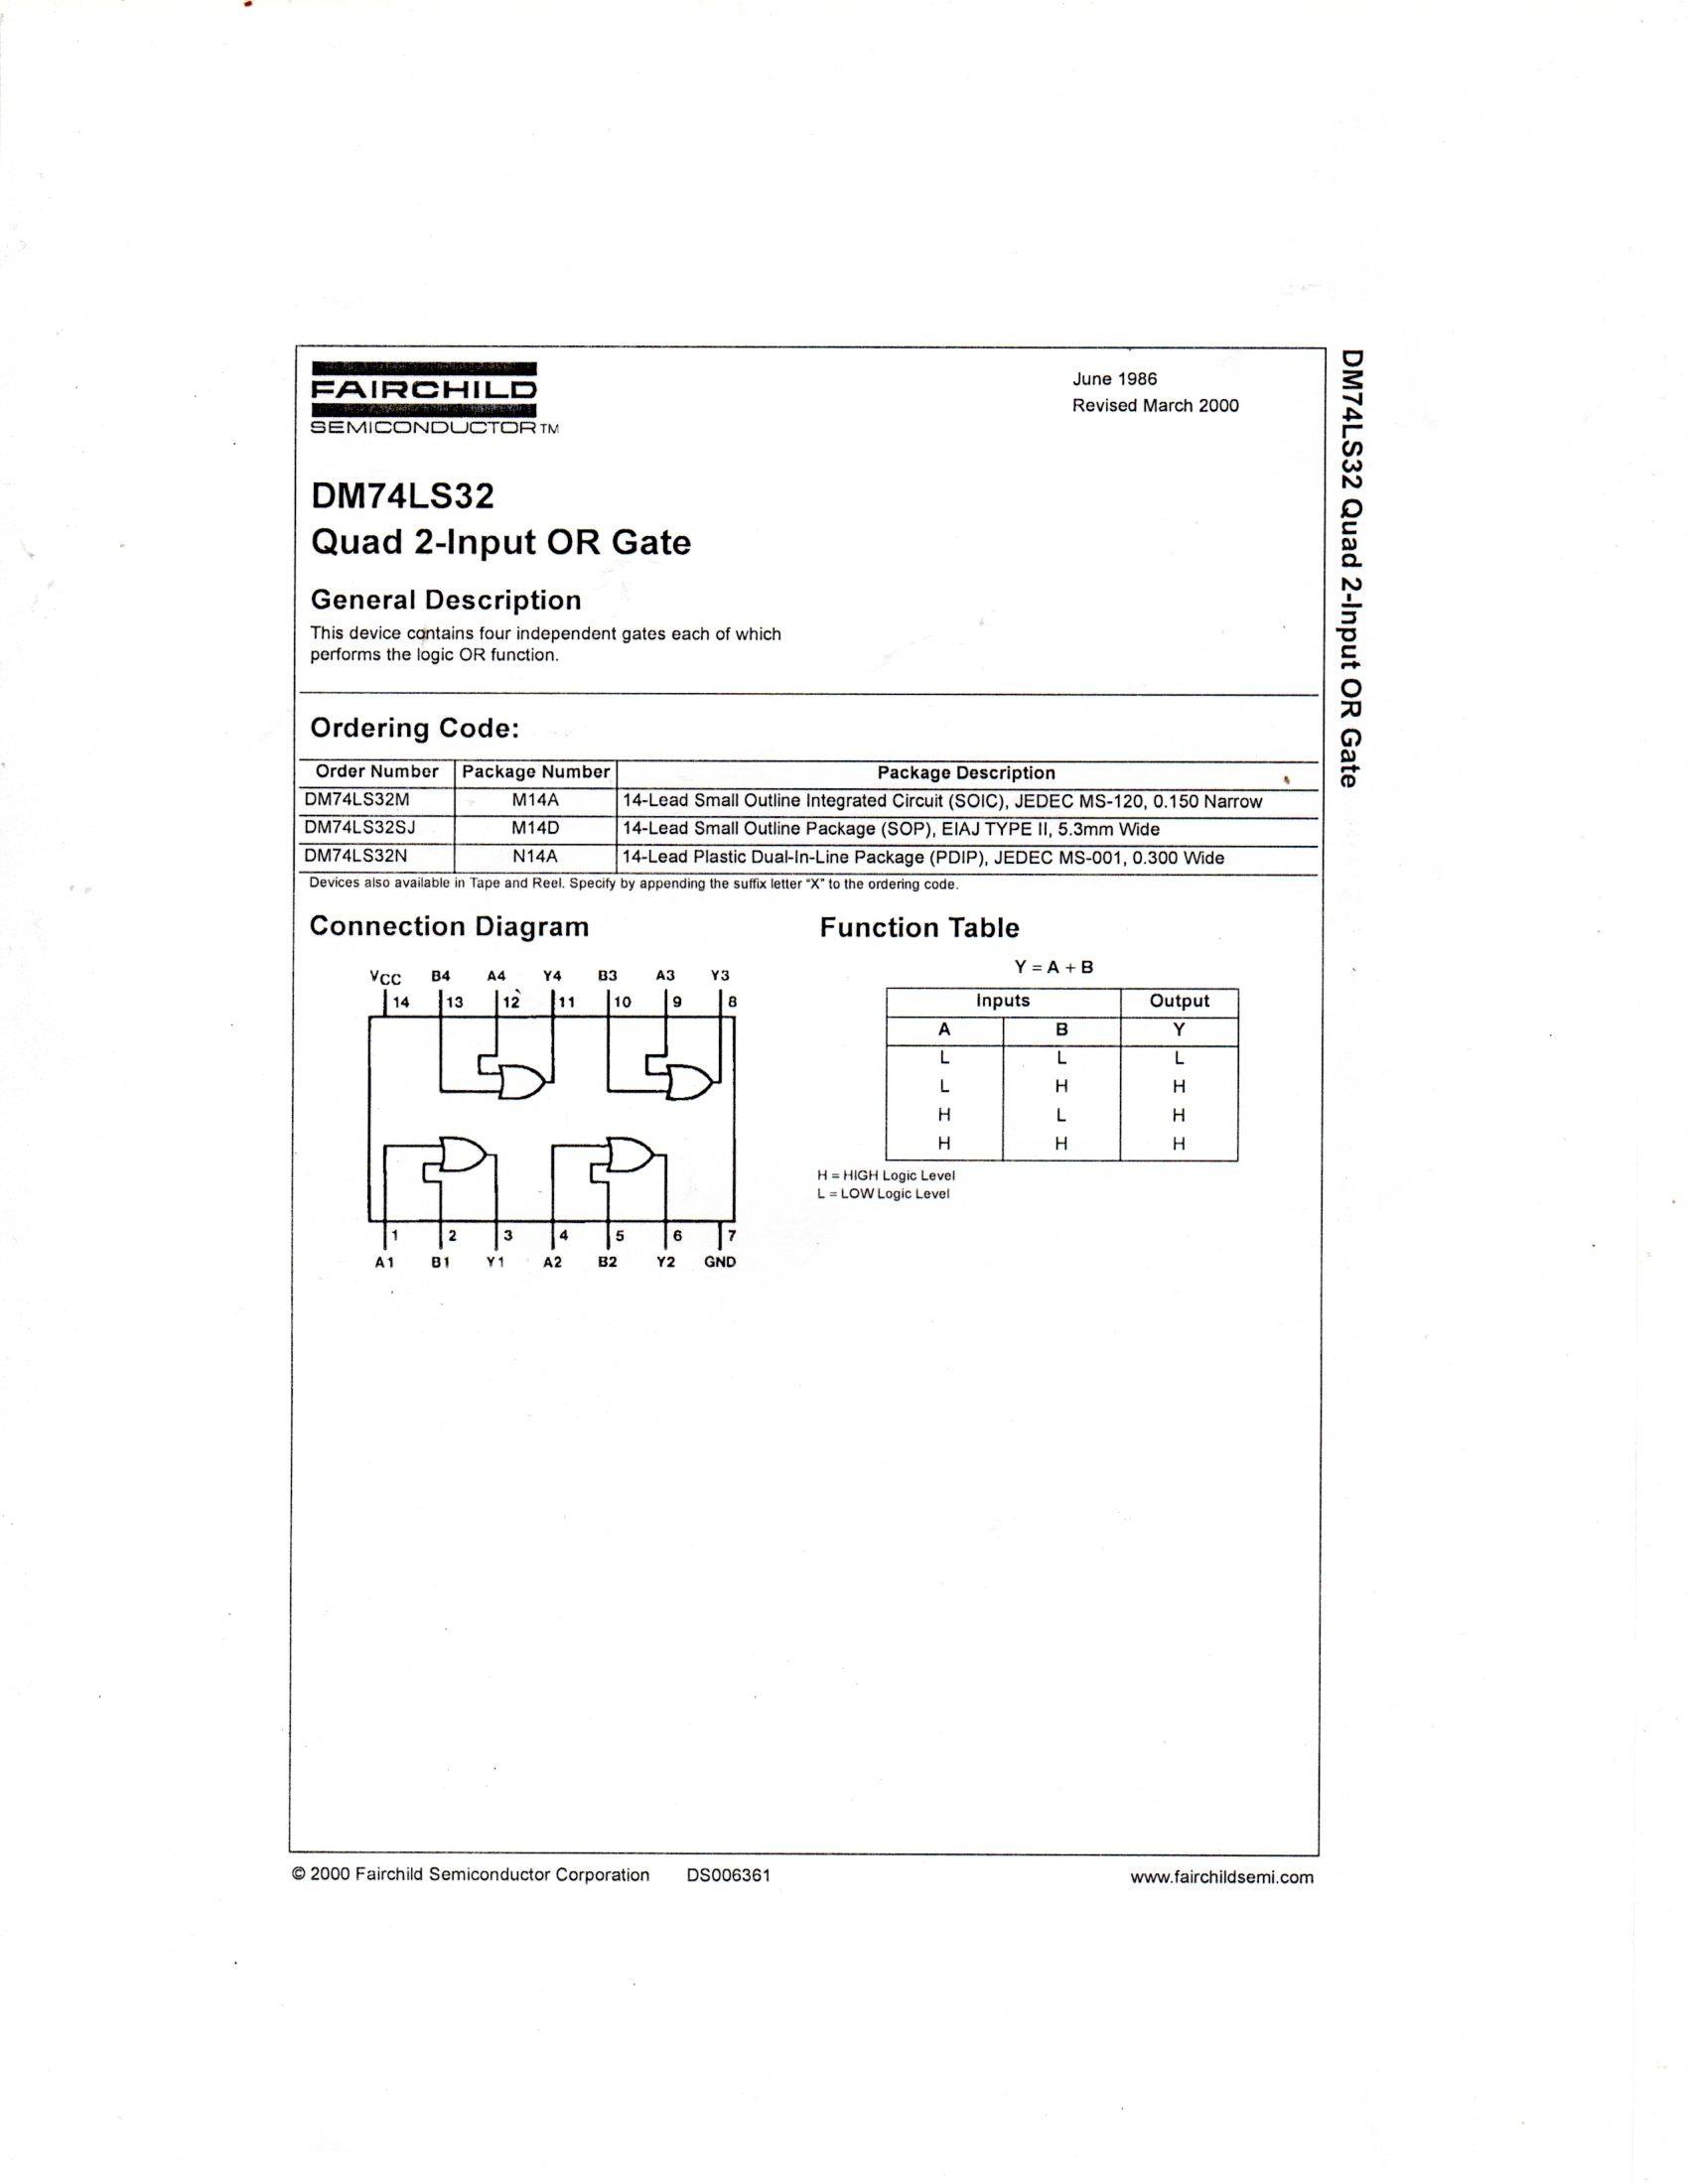 FAIRCHILD
SEMICONDUCTOR TM
June 1986
Revised March 2000
DM74LS32
Quad 2-Input OR Gate
General Description
This device contains four independent gates each of which
performs the logic OR function.
Ordering Code:
Order Number Package Number Package Description
DM74LS32M M14A 14-Lead Small Outline Integrated Circuit (SOIC), JEDEC MS-120, 0.150 Narrow
DM74LS32SJ M14D 14-Lead Small Outline Package (SOP), EIAJ TYPE II, 5.3mm Wide
DM74LS32N N14A 14-Lead Plastic Dual-In-Line Package (PDIP), JEDEC MS-001, 0.300 Wide
Devices also available in Tape and Reel. Specify by appending the suffix letter “X” to the ordering code.
Connection Diagram
VCC B4 A4 Y4 B3 A3 Y3
14 13 12 11 10 9 8
1 2 3 4 5 6 7
A1 B1 Y1 A2 B2 Y2 GND
Function Table
Y = A + B
Inputs Output
A B Y
L L L
L H H
H L H
H H H
H = HIGH Logic Level
L = LOW Logic Level
© 2000 Fairchild Semiconductor Corporation DS006361 www.fairchildsemi.com
DM74LS32 Quad 2-Input OR Gate